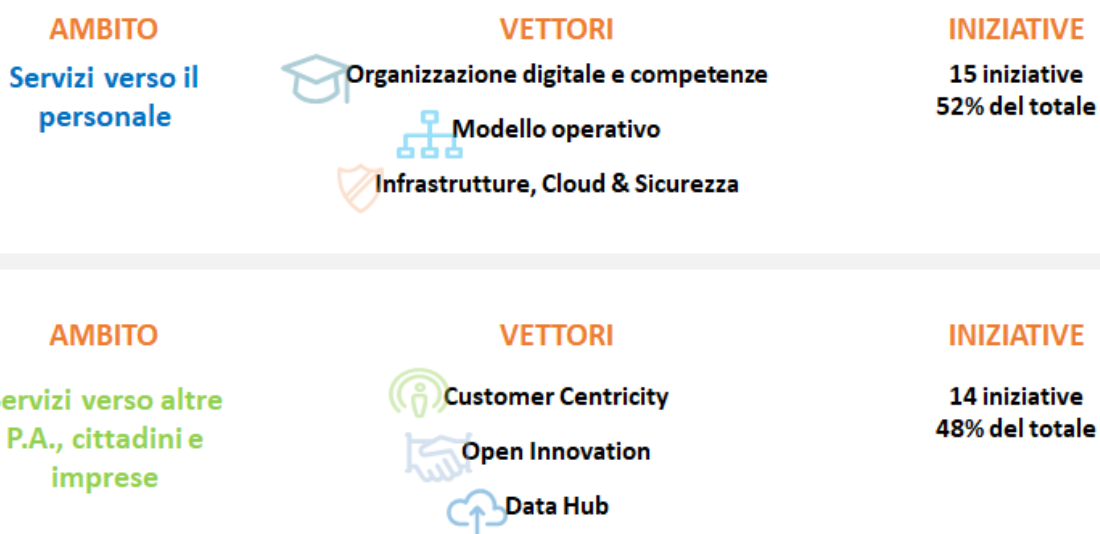 AMBITO
VETTORI
INIZIATIVE
Servizi verso il
personale
Organizzazione digitale e competenze
Modello operativo
Infrastrutture, Cloud & Sicurezza
15 iniziative
52% del totale
AMBITO
VETTORI
INIZIATIVE
ervizi verso altre
P.A., cittadini e
imprese
Customer Centricity
Open Innovation
Data Hub
14 iniziative
48% del totale